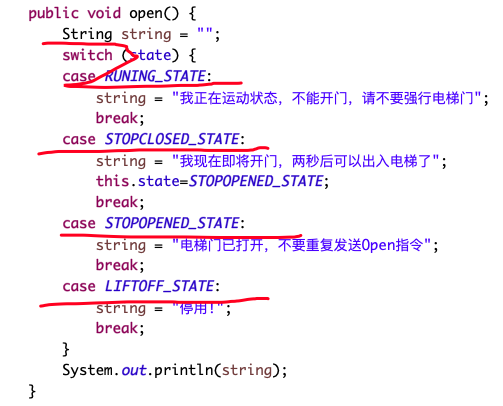 public void open() {
String string = "";
switch (state) {
case RUNING_STATE:
string = "我正在运动状态，不能开门，请不要强行电梯门";
break;
case STOPCLOSED_STATE:
string = "我现在即将开门，两秒后可以出入电梯了";
this.state=STOPOPENED_STATE;
break;
case STOPOPENED_STATE:
string = "电梯门已打开，不要重复发送Open指令";
break;
case LIFTOFF_STATE:
string = "停用!";
break;
}
System.out.println(string);
}